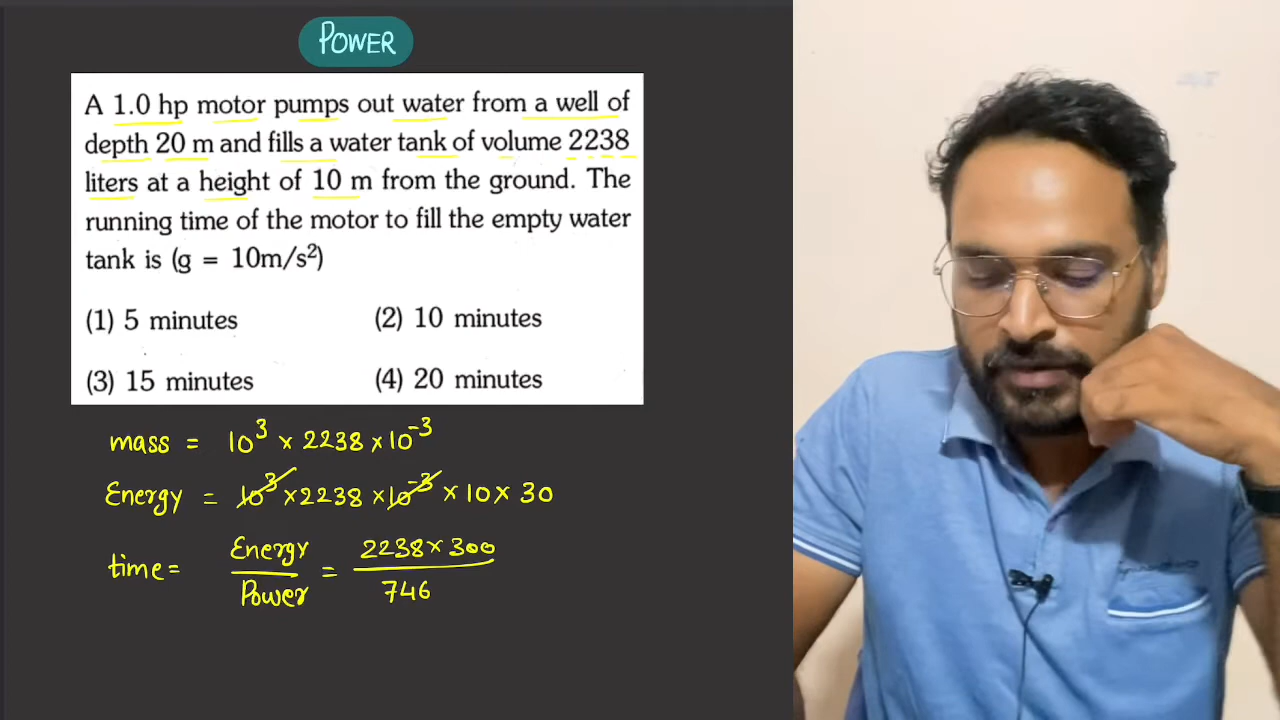 POWER
A 1.0 hp motor pumps out water from a well of
depth 20 m and fills a water tank of volume 2238
liters at a height of 10 m from the ground. The
running time of the motor to fill the empty water
tank is (g = 10m/s²)
(1) 5 minutes (2) 10 minutes
(3) 15 minutes (4) 20 minutes
mass = 10³ × 2238 × 10⁻³
Energy = 10³ × 2238 × 10⁻³ × 10 × 30
time = Energy/Power = 2238 × 300/746